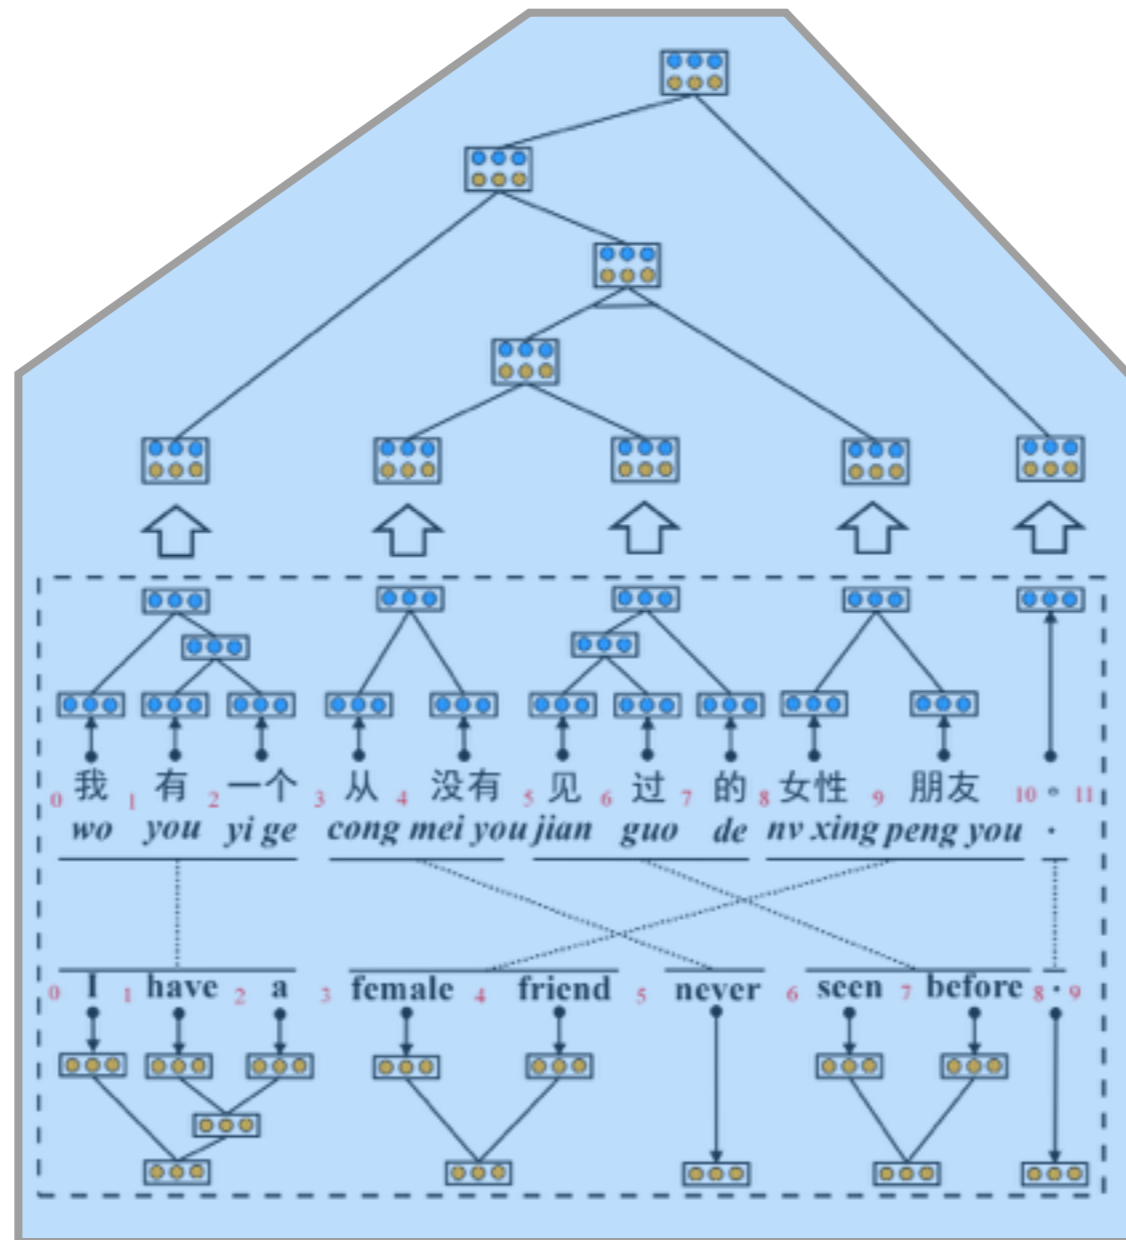 0 我 1 有 2 一个 3 从 4 没有 5 见 6 过 7 的 8 女性 9 朋友 10 。 11
wo you yi ge cong mei you jian guo de nv xing peng you .
0 I 1 have 2 a 3 female 4 friend 5 never 6 seen 7 before 8 . 9